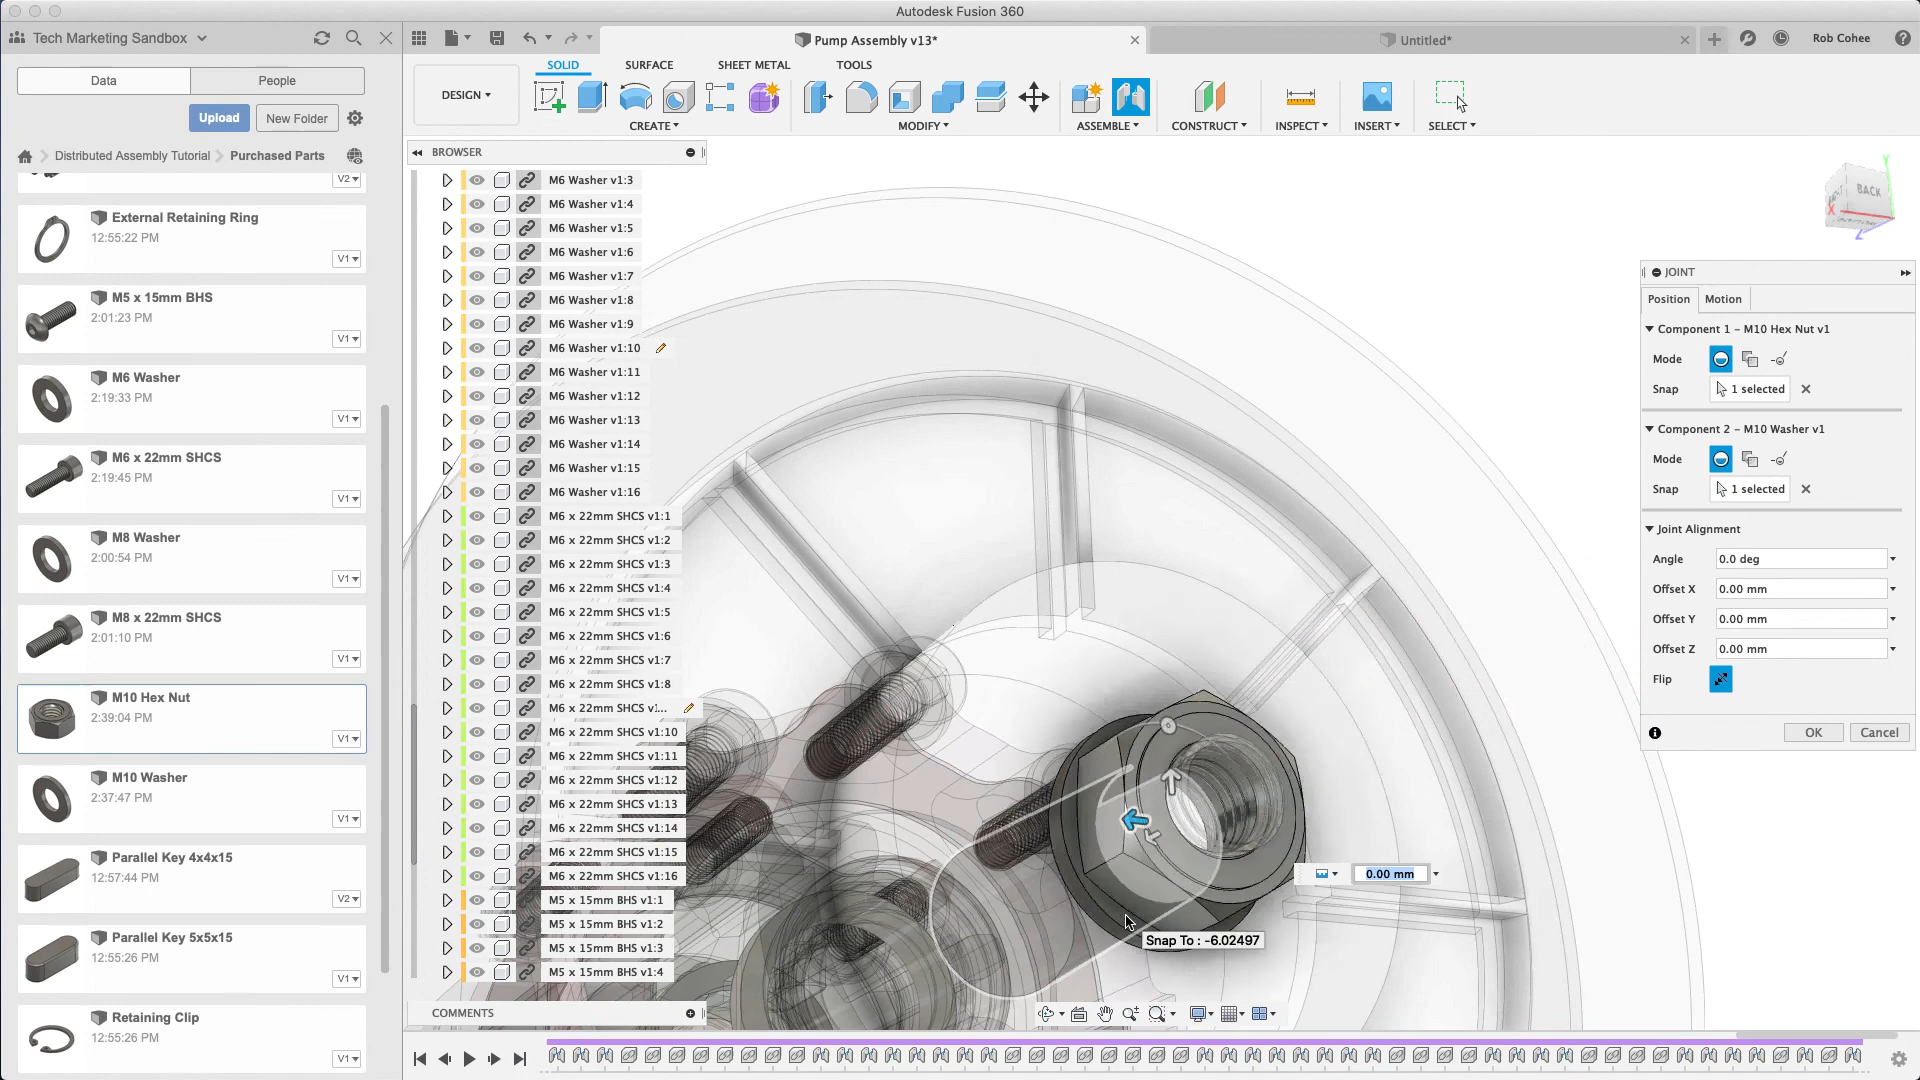 Autodesk Fusion 360
Tech Marketing Sandbox
Pump Assembly v13*
Untitled*
Rob Cohee
Data
People
Upload
New Folder
Distributed Assembly Tutorial
Purchased Parts
V2
External Retaining Ring
12:55:22 PM
V1
M5 x 15mm BHS
2:01:23 PM
V1
M6 Washer
2:19:33 PM
V1
M6 x 22mm SHCS
2:19:45 PM
V1
M8 Washer
2:00:54 PM
V1
M8 x 22mm SHCS
2:01:10 PM
V1
M10 Hex Nut
2:39:04 PM
V1
M10 Washer
2:37:47 PM
V1
Parallel Key 4x4x15
12:57:44 PM
V2
Parallel Key 5x5x15
12:55:26 PM
V1
Retaining Clip
12:55:26 PM
V1
DESIGN
SOLID
SURFACE
SHEET METAL
TOOLS
CREATE
MODIFY
ASSEMBLE
CONSTRUCT
INSPECT
INSERT
SELECT
BROWSER
M6 Washer v1:3
M6 Washer v1:4
M6 Washer v1:5
M6 Washer v1:6
M6 Washer v1:7
M6 Washer v1:8
M6 Washer v1:9
M6 Washer v1:10
M6 Washer v1:11
M6 Washer v1:12
M6 Washer v1:13
M6 Washer v1:14
M6 Washer v1:15
M6 Washer v1:16
M6 x 22mm SHCS v1:1
M6 x 22mm SHCS v1:2
M6 x 22mm SHCS v1:3
M6 x 22mm SHCS v1:4
M6 x 22mm SHCS v1:5
M6 x 22mm SHCS v1:6
M6 x 22mm SHCS v1:7
M6 x 22mm SHCS v1:8
M6 x 22mm SHCS v1:...
M6 x 22mm SHCS v1:10
M6 x 22mm SHCS v1:11
M6 x 22mm SHCS v1:12
M6 x 22mm SHCS v1:13
M6 x 22mm SHCS v1:14
M6 x 22mm SHCS v1:15
M6 x 22mm SHCS v1:16
M5 x 15mm BHS v1:1
M5 x 15mm BHS v1:2
M5 x 15mm BHS v1:3
M5 x 15mm BHS v1:4
COMMENTS
Y
BACK
X
Z
JOINT
Position
Motion
Component 1 - M10 Hex Nut v1
Mode
Snap
1 selected
Component 2 - M10 Washer v1
Mode
Snap
1 selected
Joint Alignment
Angle
0.0 deg
Offset X
0.00 mm
Offset Y
0.00 mm
Offset Z
0.00 mm
Flip
OK
Cancel
0.00 mm
Snap To : -6.02497